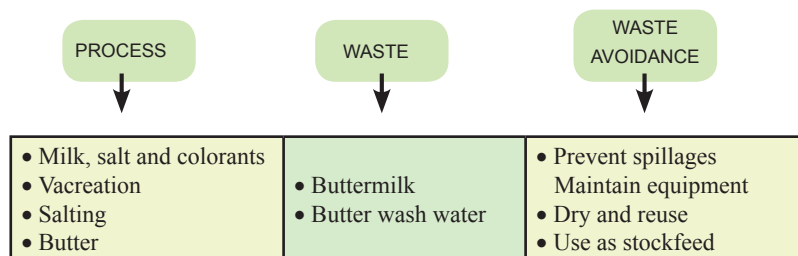 PROCESS
WASTE
WASTE
AVOIDANCE
• Milk, salt and colorants
• Vacreation
• Salting
• Butter
• Buttermilk
• Butter wash water
• Prevent spillages
Maintain equipment
• Dry and reuse
• Use as stockfeed